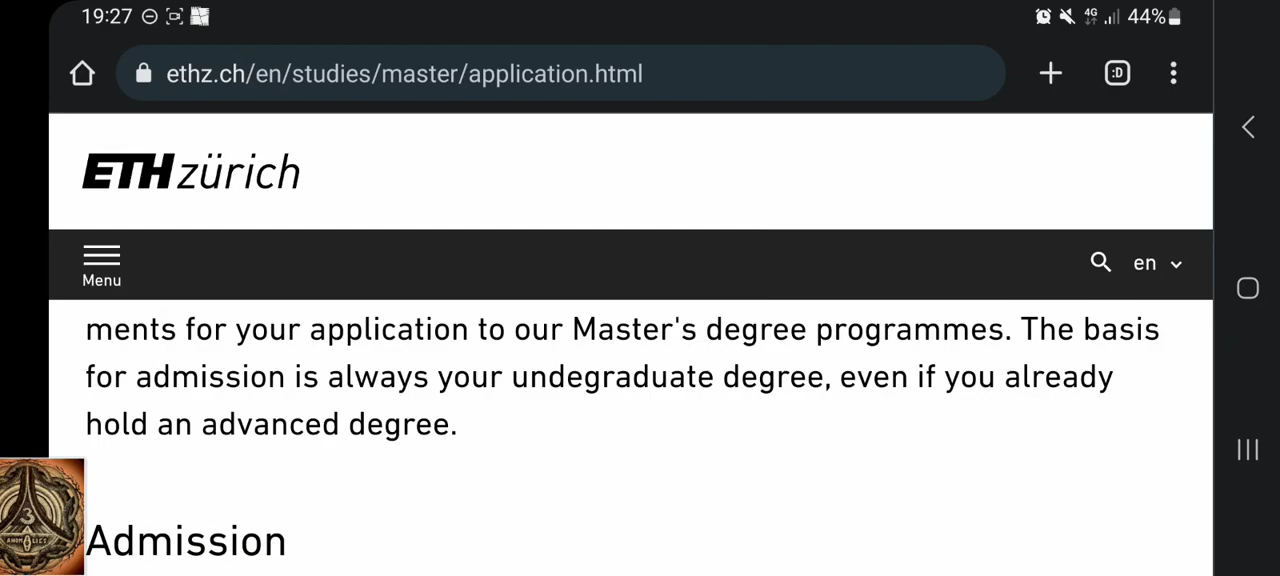 19:27
4G 44%
ethz.ch/en/studies/master/application.html
:D
ETH zürich
Menu
en
ments for your application to our Master's degree programmes. The basis
for admission is always your undegraduate degree, even if you already
hold an advanced degree.
3
Admission